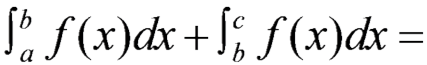 ∫_a^b f(x)dx + ∫_b^c f(x)dx =